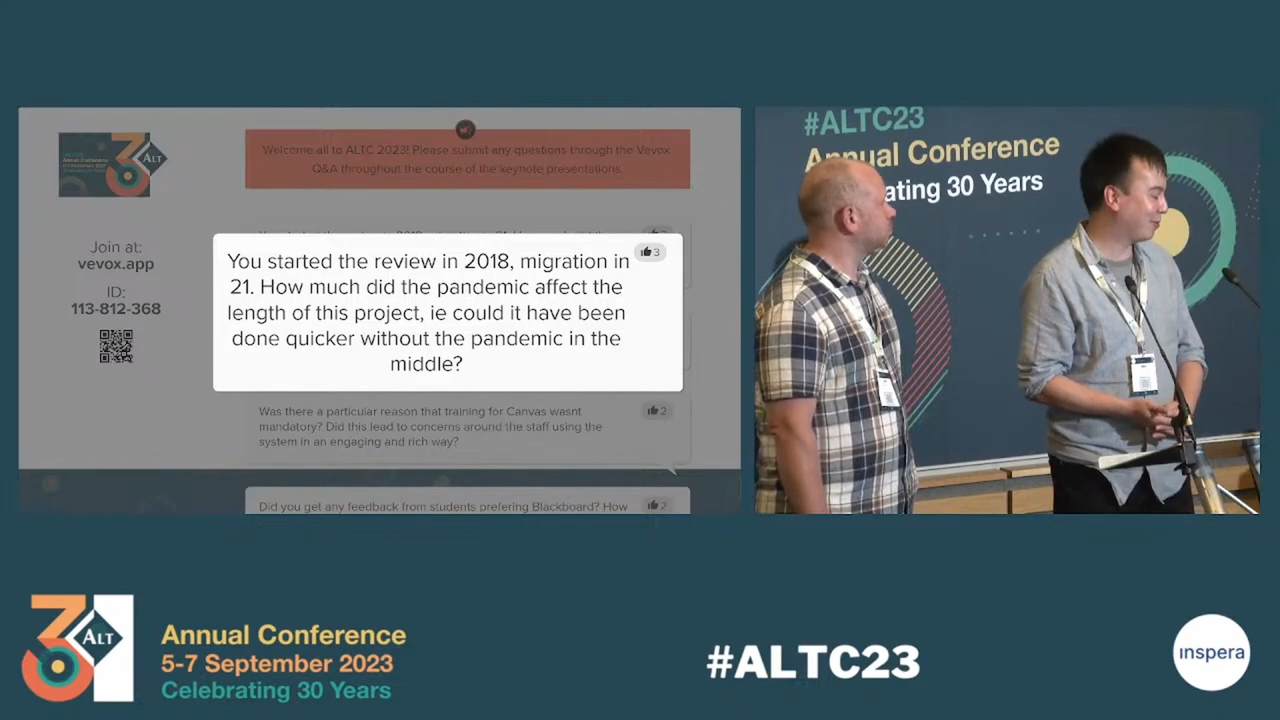 ALT
Join at:
vevox.app
ID:
113-812-368
Welcome all to ALTC 2023! Please submit any questions through the Vevox
Q&A throughout the course of the keynote presentations.
You started the review in 2018, migration in
21. How much did the pandemic affect the
length of this project, ie could it have been
done quicker without the pandemic in the
middle?
3
Was there a particular reason that training for Canvas wasnt
mandatory? Did this lead to concerns around the staff using the
system in an engaging and rich way?
2
Did you get any feedback from students prefering Blackboard? How
2
#ALTC23
Annual Conference
ating 30 Years
ALT
Annual Conference
5-7 September 2023
Celebrating 30 Years
#ALTC23
inspera